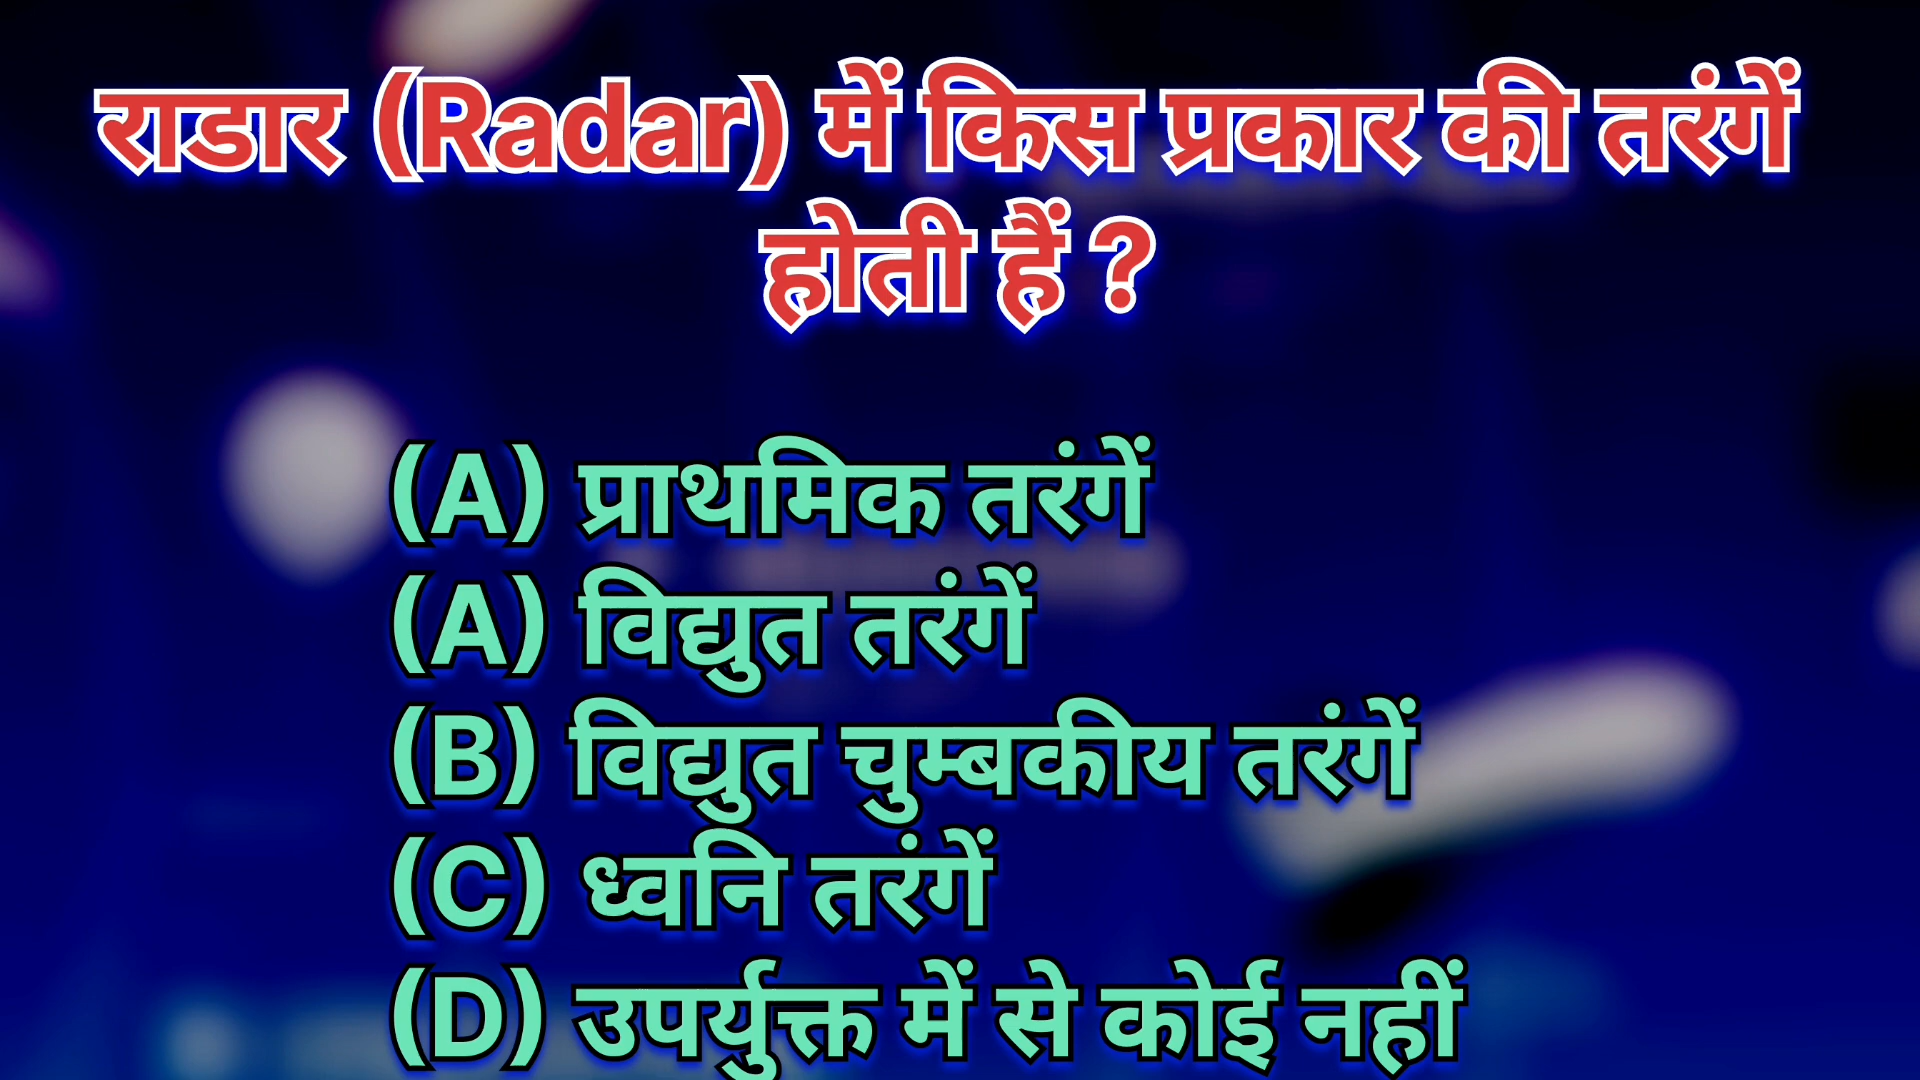 राडार (Radar) में किस प्रकार की तरंगें
होती हैं ?
(A) प्राथमिक तरंगें
(A) विद्युत तरंगें
(B) विद्युत चुम्बकीय तरंगें
(C) ध्वनि तरंगें
(D) उपर्युक्त में से कोई नहीं